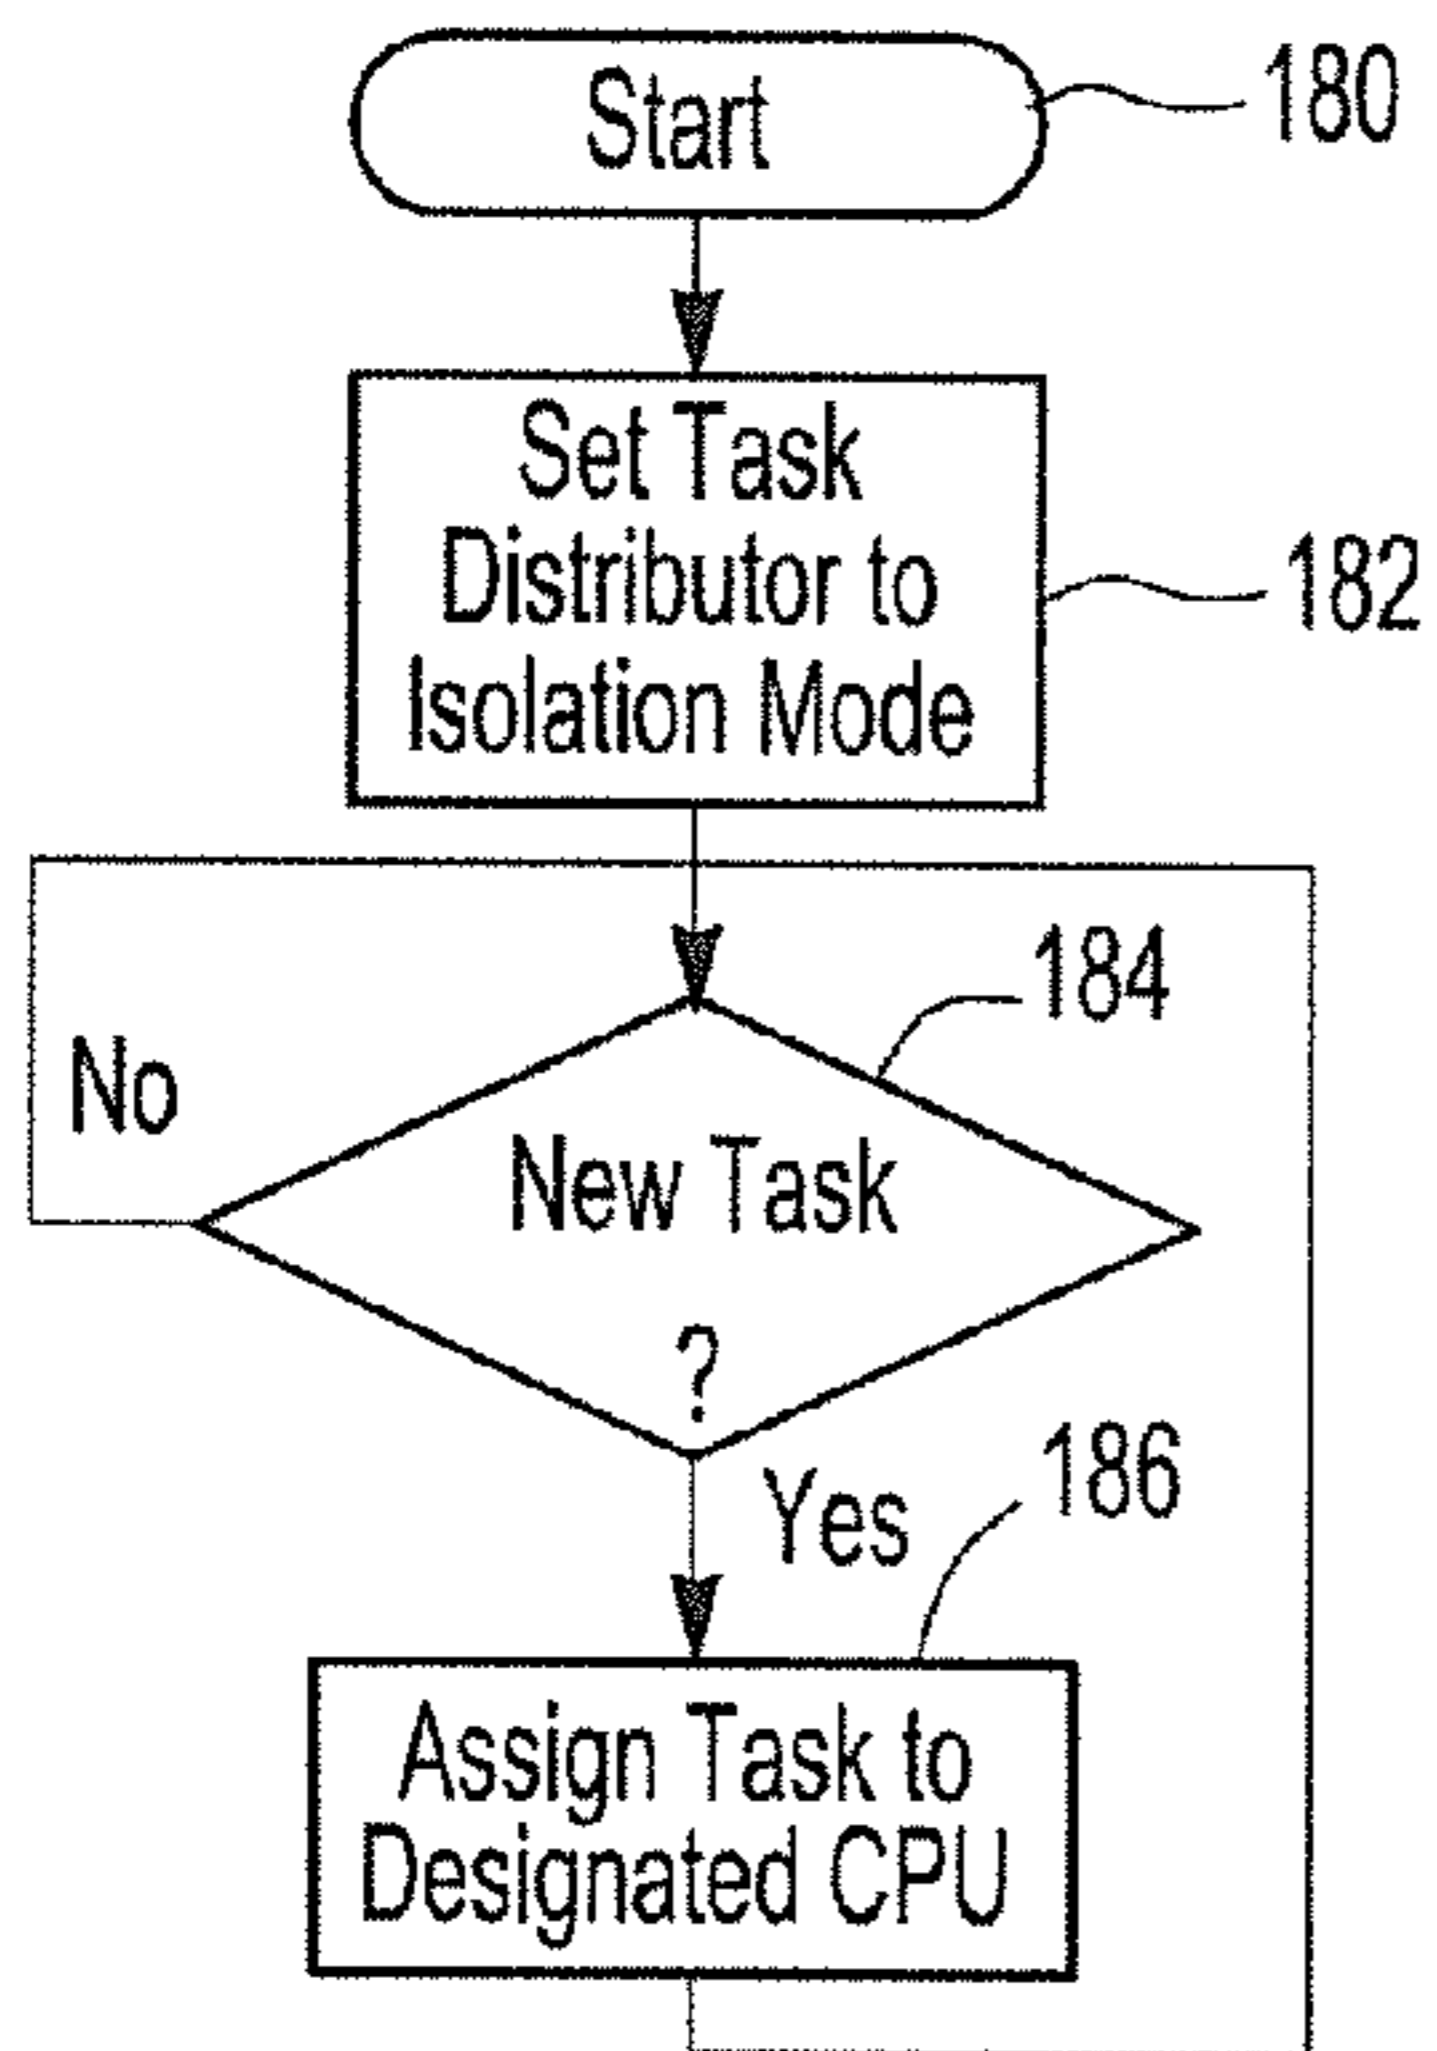 Start
180
Set Task
Distributor to
Isolation Mode
182
184
No
New Task
?
Yes
186
Assign Task to
Designated CPU